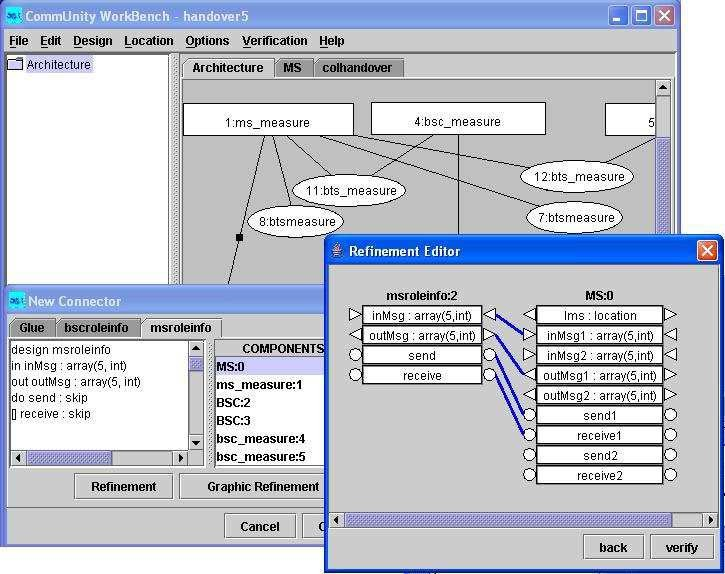 CommUnity WorkBench - handover5
File Edit Design Location Options Verification Help
Architecture
Architecture MS colhandover
1:ms_measure
4:bsc_measure
5
11:bts_measure
12:bts_measure
8:btsmeasure
7:btsmeasure
New Connector
Glue bscroleinfo msroleinfo
design msroleinfo
in inMsg : array(5, int)
out outMsg : array(5, int)
do send : skip
[] receive : skip
COMPONENTS
MS:0
ms_measure:1
BSC:2
BSC:3
bsc_measure:4
bsc_measure:5
Refinement
Graphic Refinement
Cancel
Refinement Editor
msroleinfo:2
inMsg : array(5,int)
outMsg : array(5,int)
send
receive
MS:0
lms : location
inMsg1 : array(5,int)
inMsg2 : array(5,int)
outMsg1 : array(5,int)
outMsg2 : array(5,int)
send1
receive1
send2
receive2
back
verify